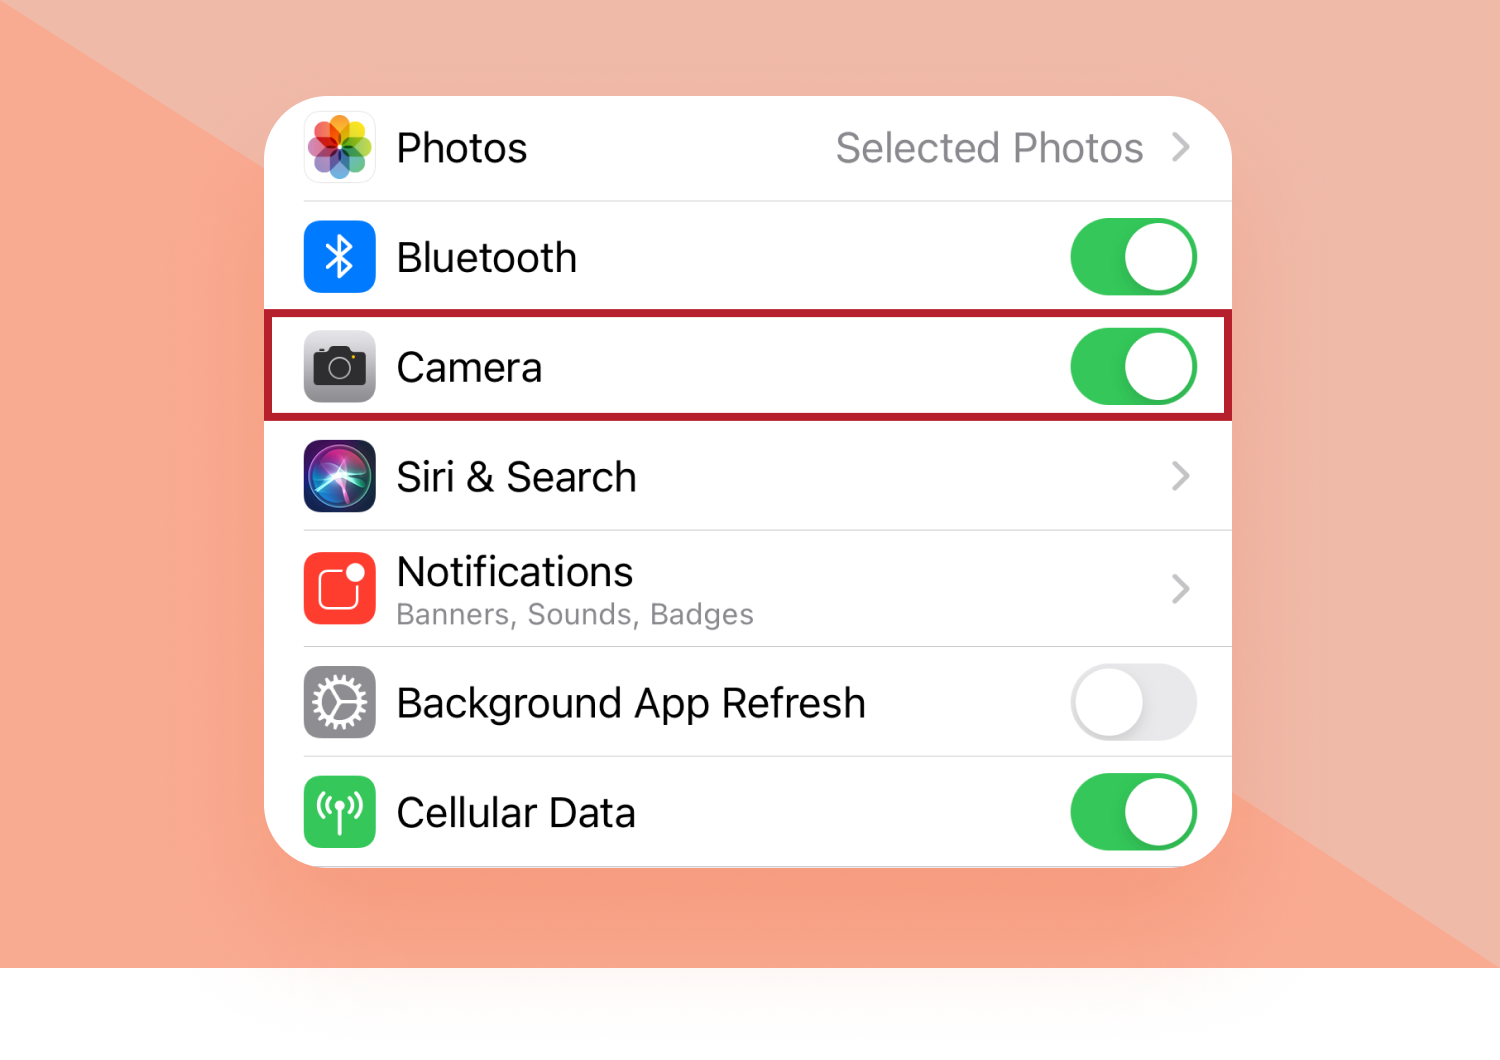 Photos Selected Photos
Bluetooth
Camera
Siri & Search
Notifications
Banners, Sounds, Badges
Background App Refresh
Cellular Data